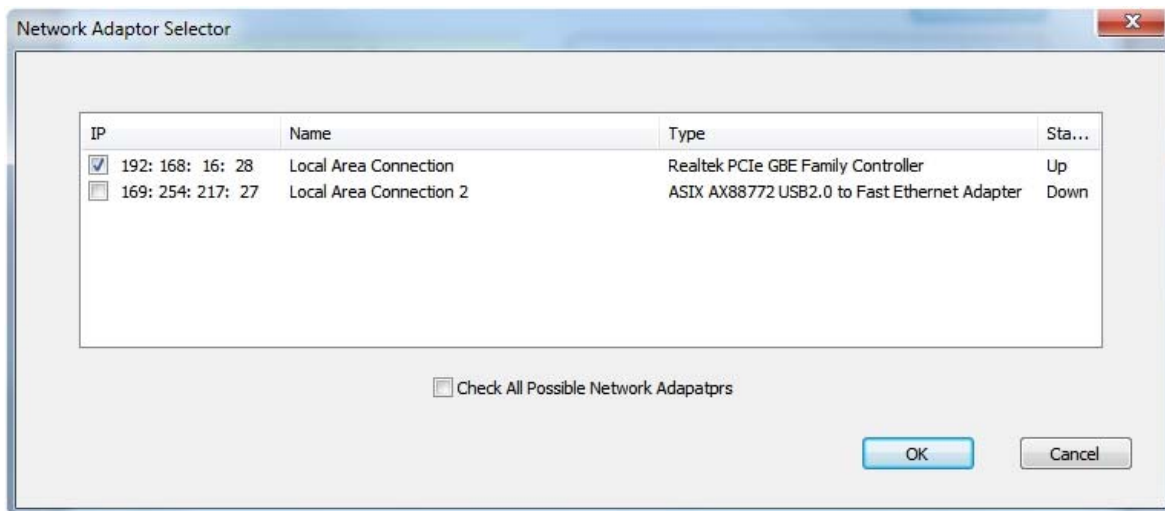 Network Adaptor Selector
IP Name Type Sta...
192: 168: 16: 28 Local Area Connection Realtek PCIe GBE Family Controller Up
169: 254: 217: 27 Local Area Connection 2 ASIX AX88772 USB2.0 to Fast Ethernet Adapter Down
Check All Possible Network Adapatprs
OK Cancel